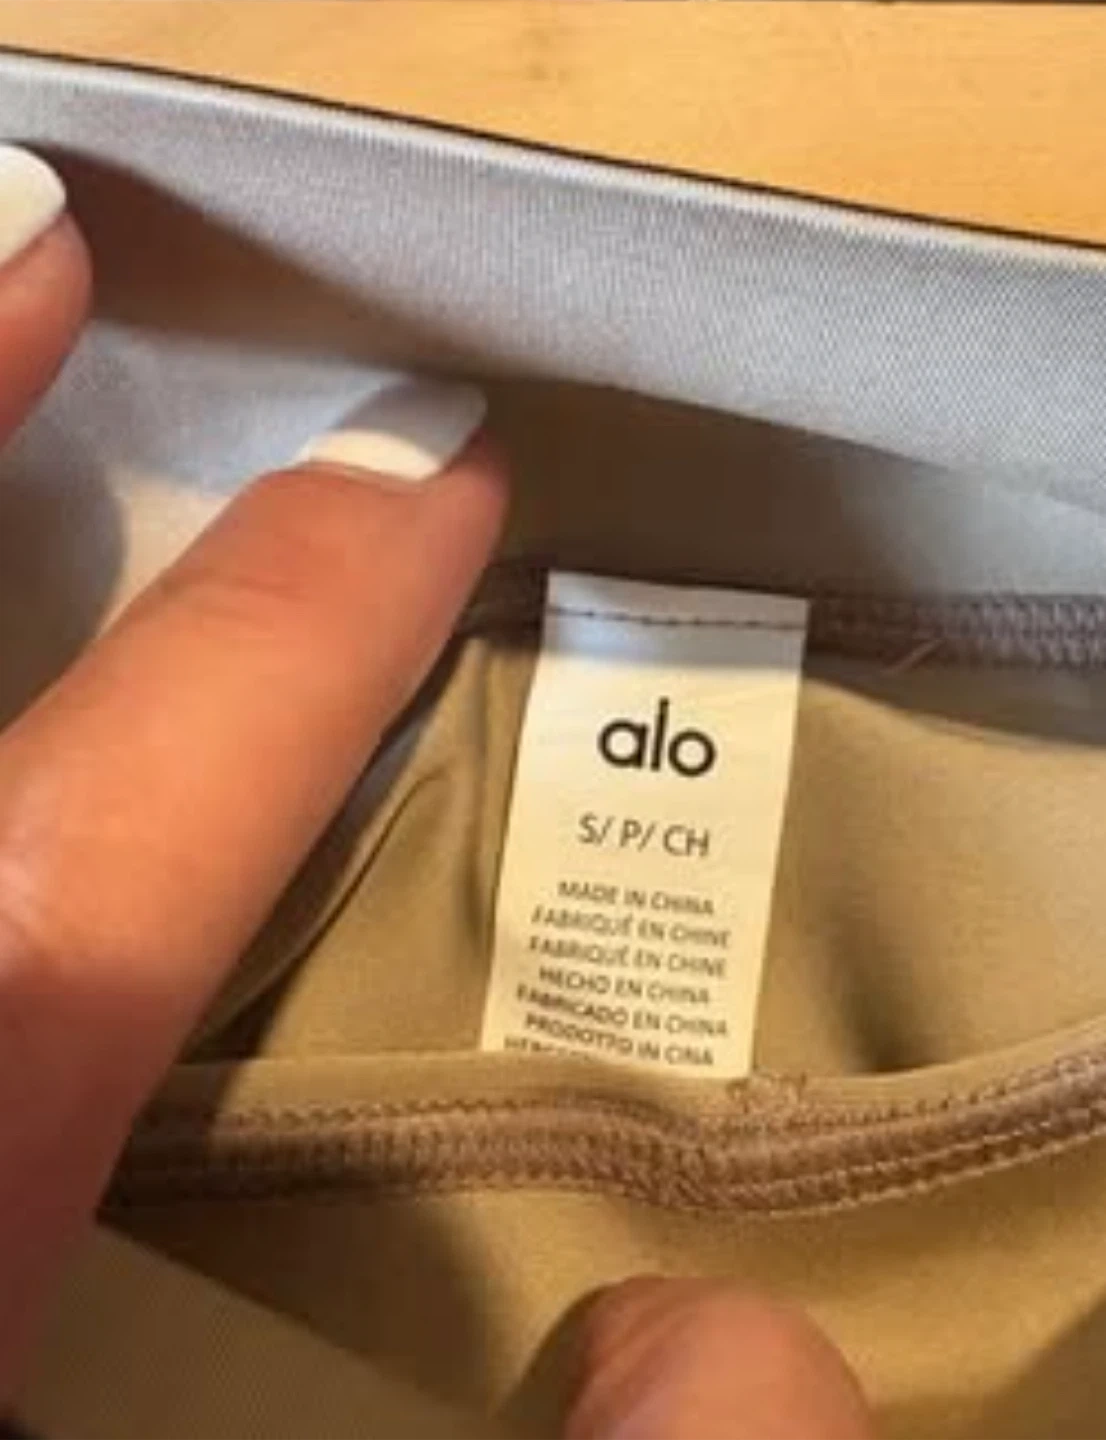 alo
S/ P/ CH
MADE IN CHINA
FABRIQUÉ EN CHINE
FABRIQUÉ EN CHINE
HECHO EN CHINA
FABRICADO EN CHINA
PRODOTTO IN CINA